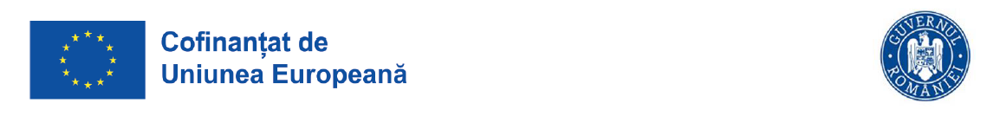 Cofinanțat de
Uniunea Europeană
GUVERNUL
ROMÂNIEI